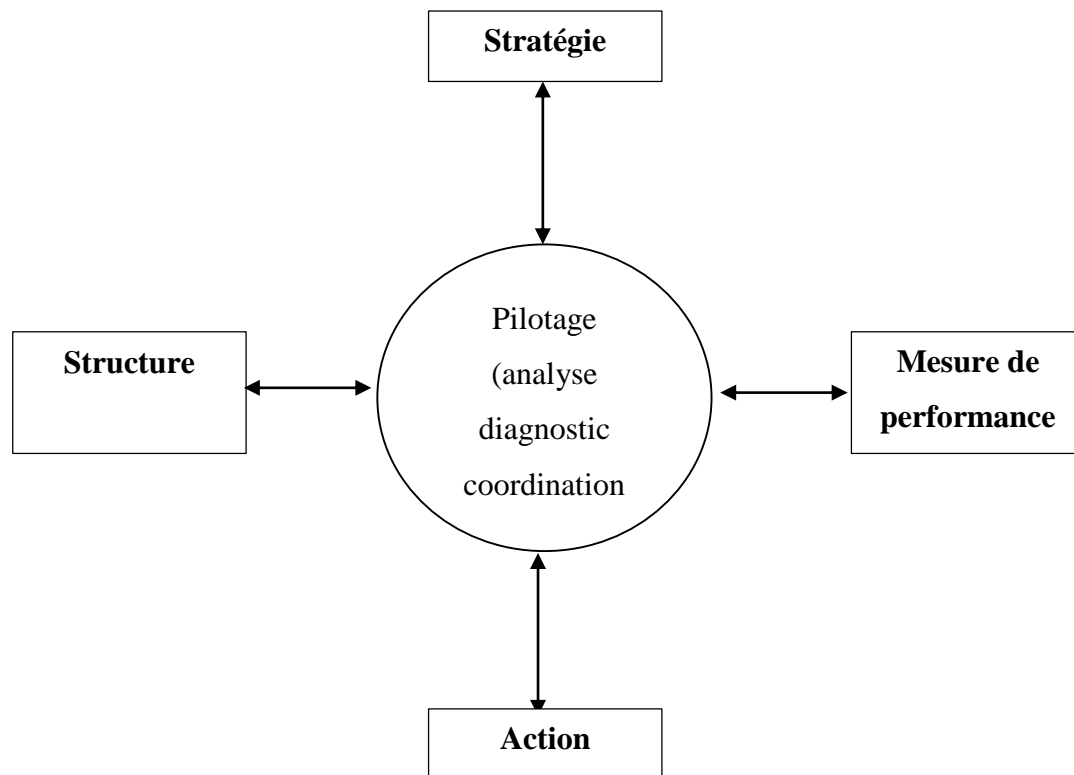 Stratégie
Structure
Pilotage
(analyse
diagnostic
coordination
Mesure de
performance
Action